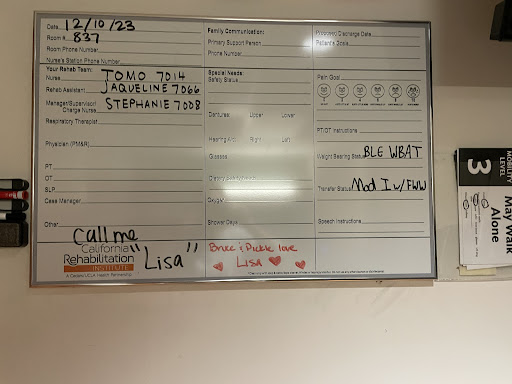 Date 12/10/23
Room #. 837
Room Phone Number
Nurse's Station Phone Number
Family Communication:
Primary Support Person
Phone Number
Proposed Discharge Date
Patient's Goals
Your Rehab Team:
Nurse TOMO 7014
Rehab Assistant JAQUELINE 7066
Manager/Supervisor/
Charge Nurse STEPHANIE 7008
Respiratory Therapist
Physician (PM&R)
PT
OT
SLP
Case Manager
Other
Call me
"Lisa"
California
Rehabilitation
INSTITUTE
Special Needs:
Safety Status
Dentures: Upper Lower
Hearing Aid: Right Left
Glasses
Oxygen
Shower Days
Bruce & Pickle love
Lisa
Pain Goal
PT/OT Instructions
Weight Bearing Status BLE WBAT
Transfer Status Mod I w/ FWW
Speech Instructions
MOBILITY
LEVEL
3
May Walk
Alone